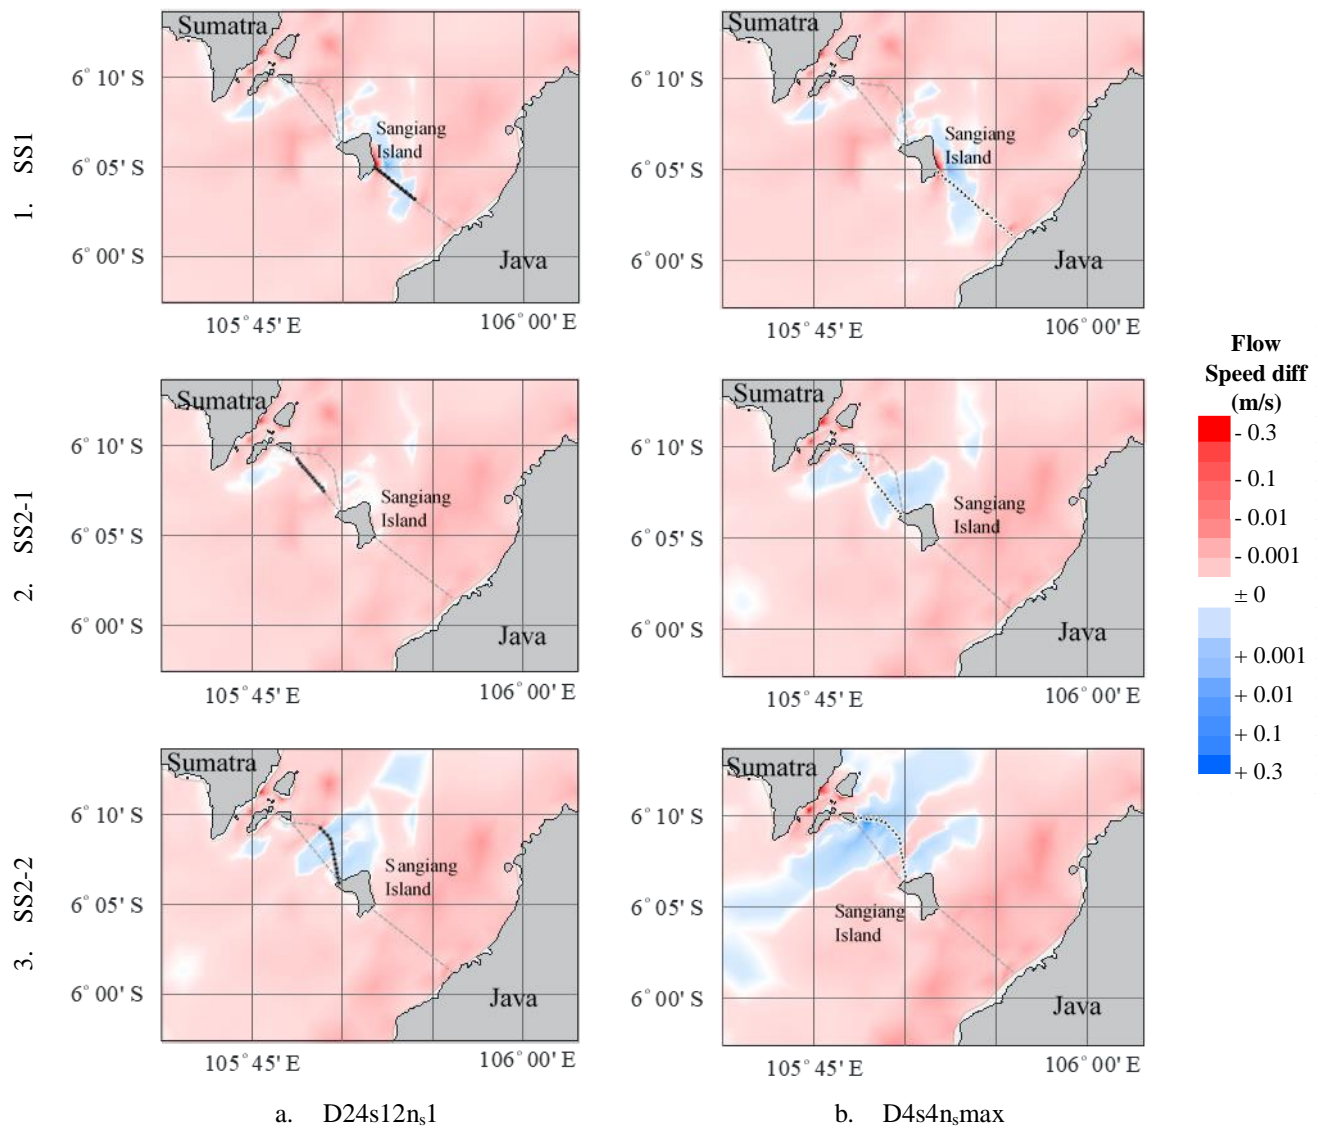 1. SS1
Sumatra
Sangiang
Island
Java
6° 10' S
6° 05' S
6° 00' S
105° 45' E
106° 00' E
Sumatra
Sangiang
Island
Java
6° 10' S
6° 05' S
6° 00' S
105° 45' E
106° 00' E
2. SS2-1
Sumatra
Sangiang
Island
Java
6° 10' S
6° 05' S
6° 00' S
105° 45' E
106° 00' E
Sumatra
Sangiang
Island
Java
6° 10' S
6° 05' S
6° 00' S
105° 45' E
106° 00' E
3. SS2-2
Sumatra
Sangiang
Island
Java
6° 10' S
6° 05' S
6° 00' S
105° 45' E
106° 00' E
Sumatra
Sangiang
Island
Java
6° 10' S
6° 05' S
6° 00' S
105° 45' E
106° 00' E
Flow
Speed diff
(m/s)
- 0.3
- 0.1
- 0.01
- 0.001
± 0
+ 0.001
+ 0.01
+ 0.1
+ 0.3
a. D24s12nₛ1
b. D4s4nₛmax